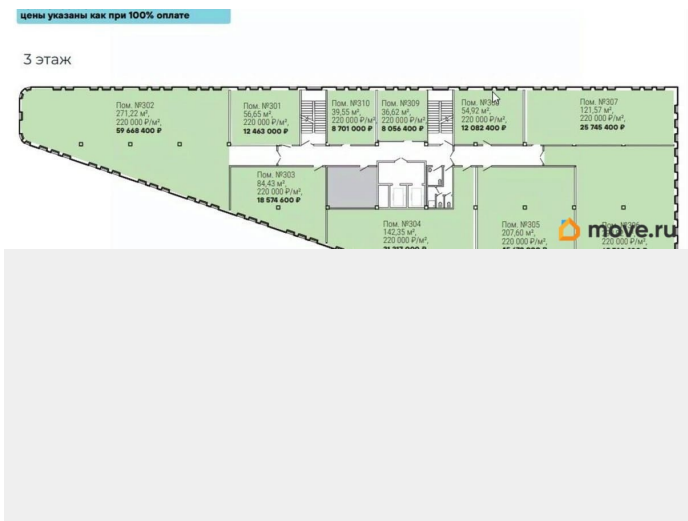 цены указаны как при 100% оплате
3 этаж
Пом. №302
271,22 м²,
220 000 ₽/м²,
59 668 400 ₽
Пом. №301
56,65 м²,
220 000 ₽/м²,
12 463 000 ₽
Пом. №310
39,55 м²,
220 000 ₽/м²,
8 701 000 ₽
Пом. №309
36,62 м²,
220 000 ₽/м²,
8 056 400 ₽
54,92 м²,
220 000 ₽/м²,
12 082 400 ₽
Пом. №307
121,57 м²,
220 000 ₽/м²,
25 745 400 ₽
Пом. №303
84,43 м²,
220 000 ₽/м²,
18 574 600 ₽
Пом. №304
142,35 м²,
220 000 ₽/м²,
Пом. №305
207,60 м²,
220 000 ₽/м²,
move.ru
220 000 ₽/м²,